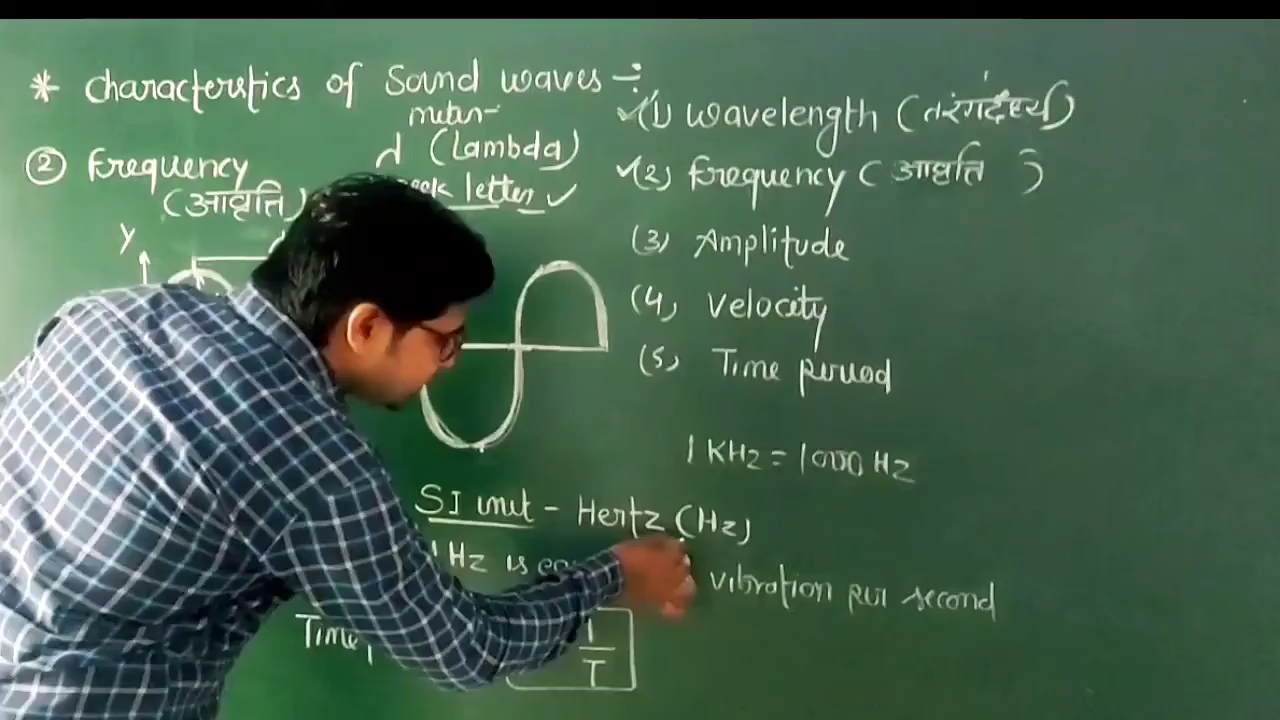 * Characteristics of Sound waves ÷
meter-
(Lambda)
letter ✓
② Frequency
(आवृत्ति)
Y
✓(1) wavelength (तरंगदैर्ध्य)
✓(2) Frequency (आवृत्ति)
(3) Amplitude
(4) Velocity
(5) Time period
1 KHz = 1000 Hz
SI unit - Hertz (Hz)
1 Hz is
vibration per second
Time
1
T